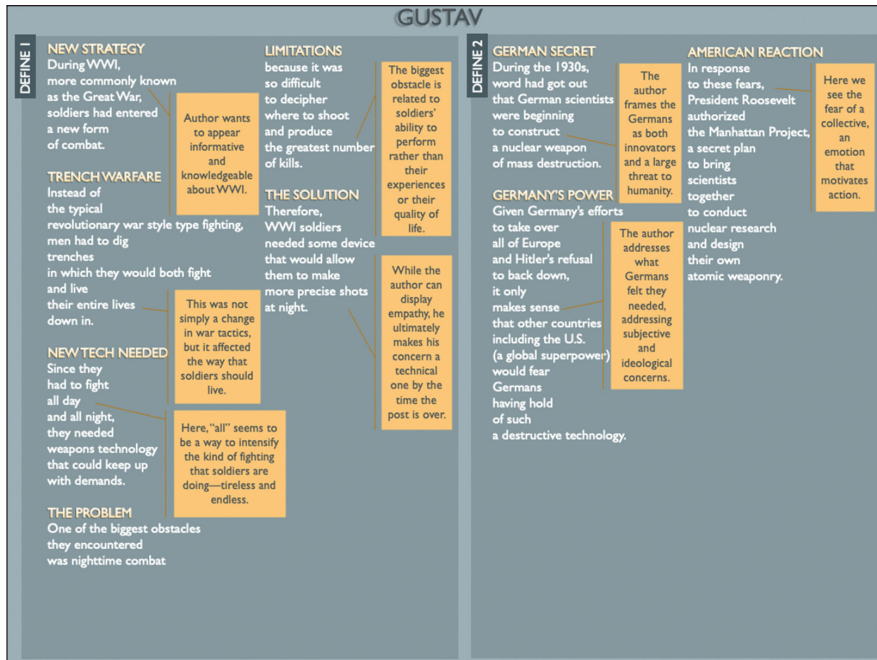 GUSTAV
DEFINE 1
NEW STRATEGY
During WWI,
more commonly known
as the Great War,
soldiers had entered
a new form
of combat.
Author wants
to appear
informative
and
knowledgeable
about WWI.
TRENCH WARFARE
Instead of
the typical
revolutionary war style type fighting,
men had to dig
trenches
in which they would both fight
and live
their entire lives
down in.
This was not
simply a change
in war tactics,
but it affected
the way that
soldiers should
live.
NEW TECH NEEDED
Since they
had to fight
all day
and all night,
they needed
weapons technology
that could keep up
with demands.
Here, "all" seems to
be a way to intensify
the kind of fighting
that soldiers are
doing—tireless and
endless.
THE PROBLEM
One of the biggest obstacles
they encountered
was nighttime combat
LIMITATIONS
because it was
so difficult
to decipher
where to shoot
and produce
the greatest number
of kills.
The biggest
obstacle is
related to
soldiers'
ability to
perform
rather than
their
experiences
or their
quality of
life.
THE SOLUTION
Therefore,
WWI soldiers
needed some device
that would allow
them to make
more precise shots
at night.
While the
author can
display
empathy, he
ultimately
makes his
concern a
technical
one by the
time the
post is over.
DEFINE 2
GERMAN SECRET
During the 1930s,
word had got out
that German scientists
were beginning
to construct
a nuclear weapon
of mass destruction.
The
author
frames the
Germans
as both
innovators
and a large
threat to
humanity.
GERMANY'S POWER
Given Germany's efforts
to take over
all of Europe
and Hitler's refusal
to back down,
it only
makes sense
that other countries
including the U.S.
(a global superpower)
would fear
Germans
having hold
of such
a destructive technology.
The author
addresses
what
Germans
felt they
needed,
addressing
subjective
and
ideological
concerns.
AMERICAN REACTION
In response
to these fears,
President Roosevelt
authorized
the Manhattan Project,
a secret plan
to bring
scientists
together
to conduct
nuclear research
and design
their own
atomic weaponry.
Here we
see the
fear of a
collective,
an
emotion
that
motivates
action.